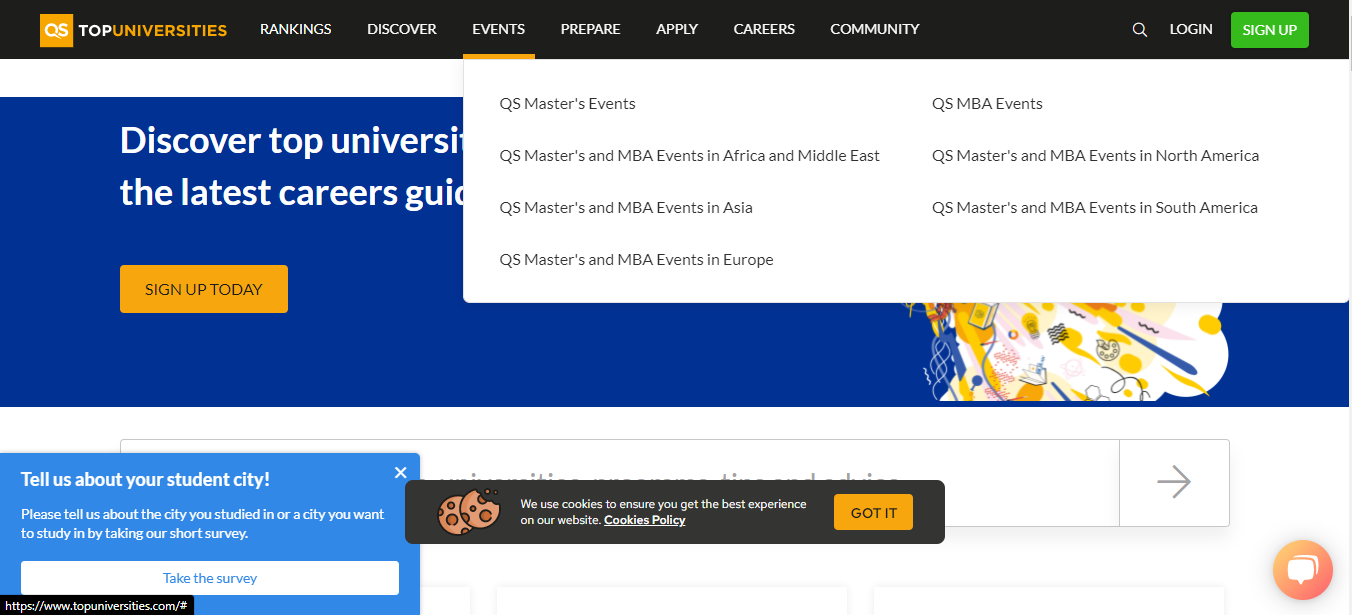 QS TOPUNIVERSITIES RANKINGS DISCOVER EVENTS PREPARE APPLY CAREERS COMMUNITY LOGIN SIGN UP
QS Master's Events
QS MBA Events
QS Master's and MBA Events in Africa and Middle East
QS Master's and MBA Events in North America
QS Master's and MBA Events in Asia
QS Master's and MBA Events in South America
QS Master's and MBA Events in Europe
Discover top
the latest careers
SIGN UP TODAY
universities, programs, tips and advice
Tell us about your student city!
Please tell us about the city you studied in or a city you want
to study in by taking our short survey.
Take the survey
We use cookies to ensure you get the best experience
on our website. Cookies Policy
GOT IT
https://www.topuniversities.com/#